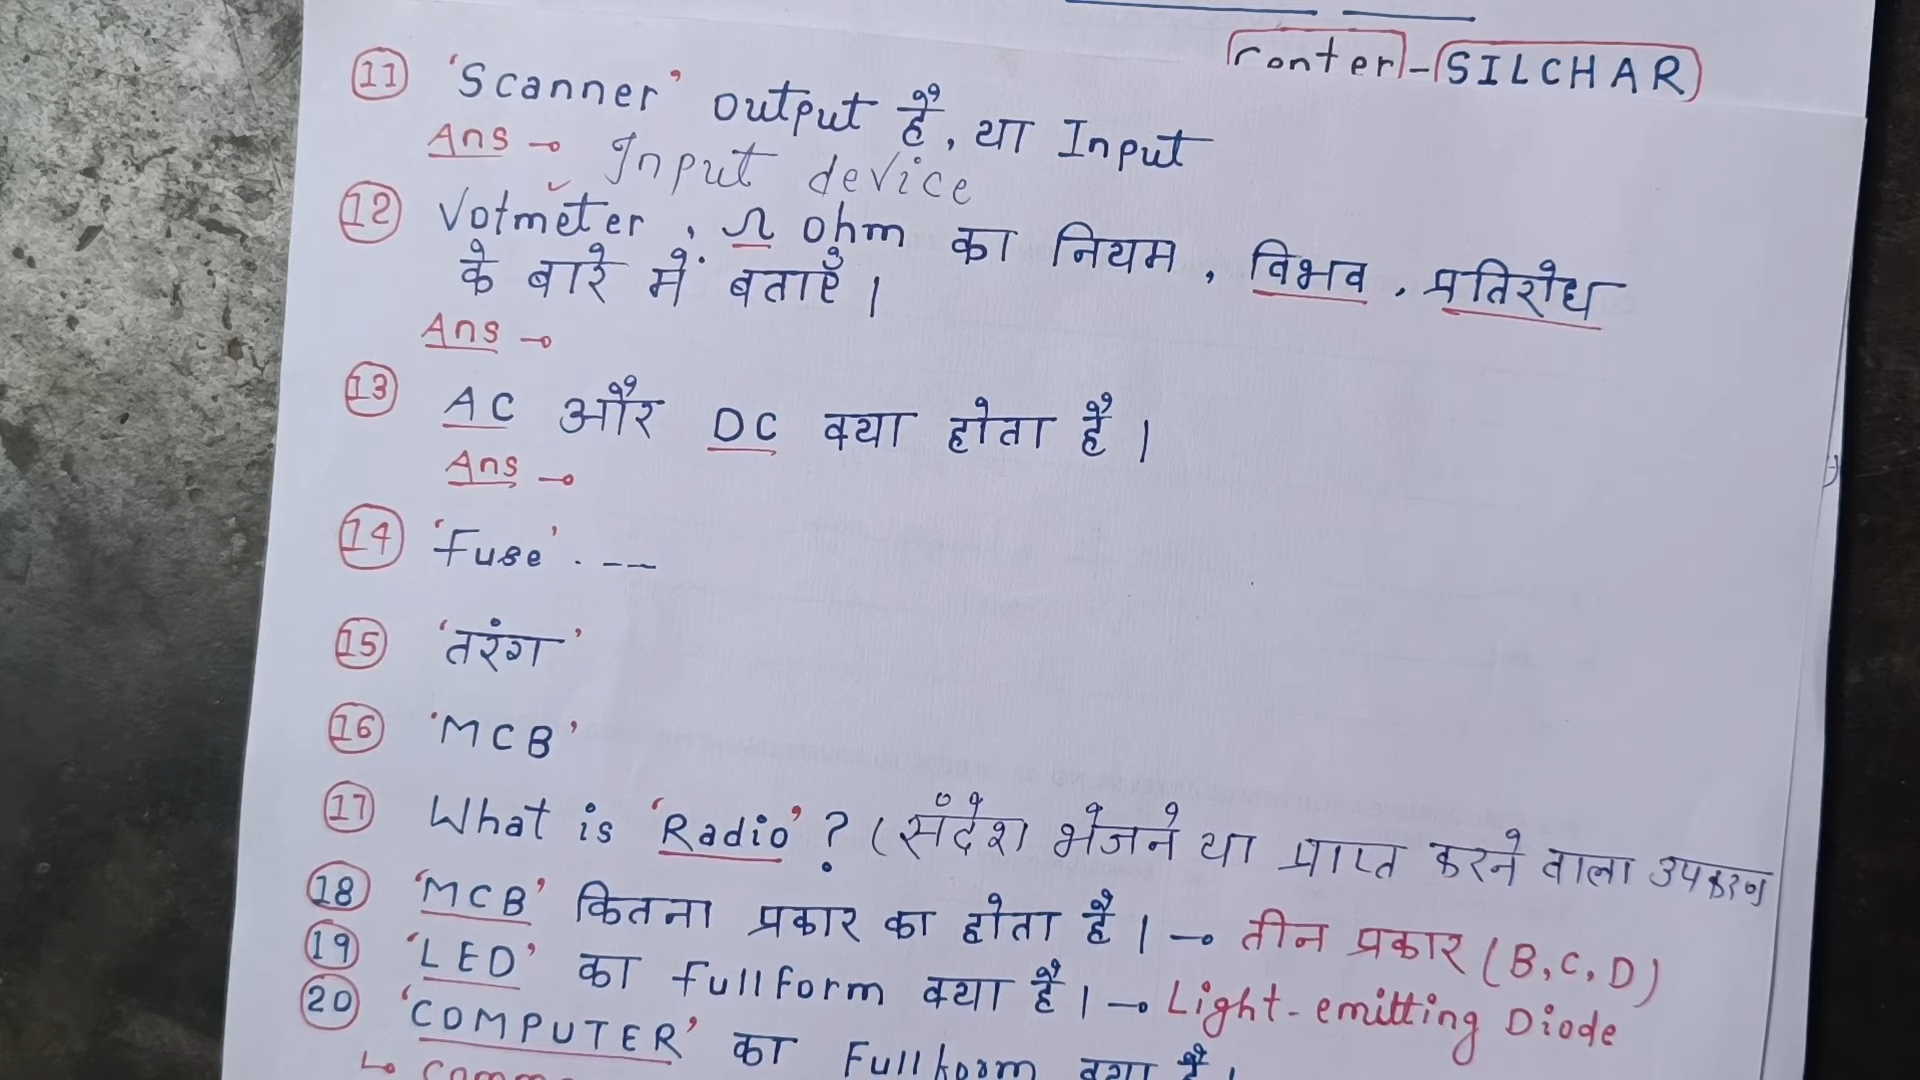 Center - SILCHAR
11 'Scanner' output है, या Input
Ans → Input device
12 Votmeter, Ω ohm का नियम, विभव, प्रतिरोध
के बारे में बताएँ।
Ans →
13 AC और DC क्या होता है।
Ans →
14 'Fuse'. --
15 'तरंग'
16 'MCB'
17 What is 'Radio'? (संदेश भेजने या प्राप्त करने वाला उपकरण
18 'MCB' कितना प्रकार का होता है। → तीन प्रकार (B, C, D)
19 'LED' का fullform क्या है। → Light-emitting Diode
20 'COMPUTER' का Fullform क्या है।